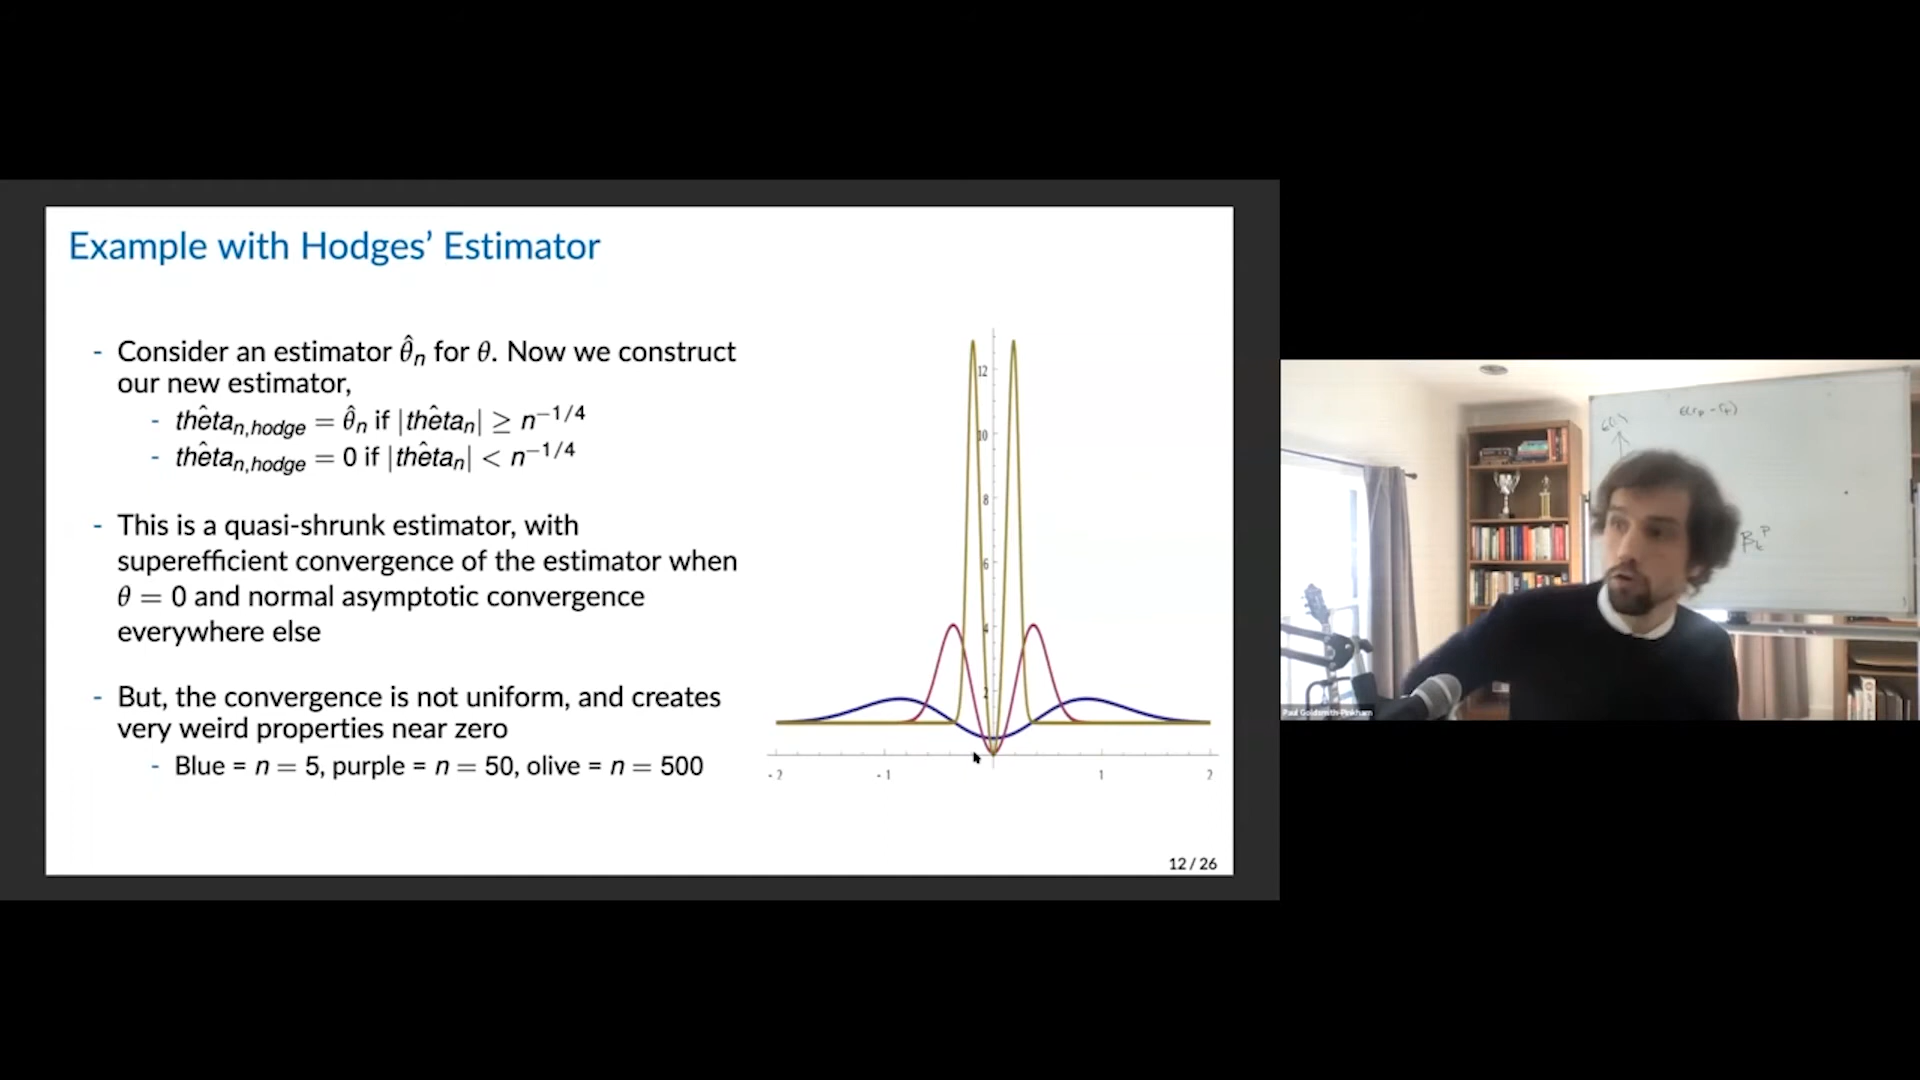 Example with Hodges’ Estimator
- Consider an estimator θ̂n for θ. Now we construct
our new estimator,
- thêtan,hodge = θ̂n if |thêtan| ≥ n−1/4
- thêtan,hodge = 0 if |thêtan| < n−1/4
- This is a quasi-shrunk estimator, with
superefficient convergence of the estimator when
θ = 0 and normal asymptotic convergence
everywhere else
- But, the convergence is not uniform, and creates
very weird properties near zero
- Blue = n = 5, purple = n = 50, olive = n = 500
12
10
8
6
4
2
-2 -1 1 2
12 / 26
Paul Goldsmith-Pinkham